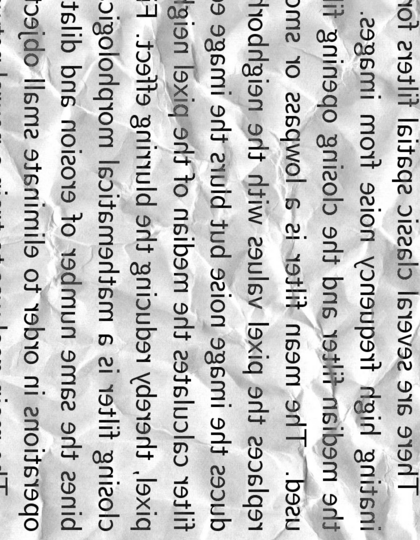 There are several classic spatial filters for
inating high frequency noise from images.
the median filter and the closing opening fil
used. The mean filter is a lowpass or smo
replaces the pixel values with the neighborho
duces the image noise but blurs the image e
filter calculates the median of the pixel neigh
pixel, thereby reducing the blurring effect. Fi
closing filter is a mathematical morphologic
bines the same number of erosion and dilat
operations in order to eliminate small object